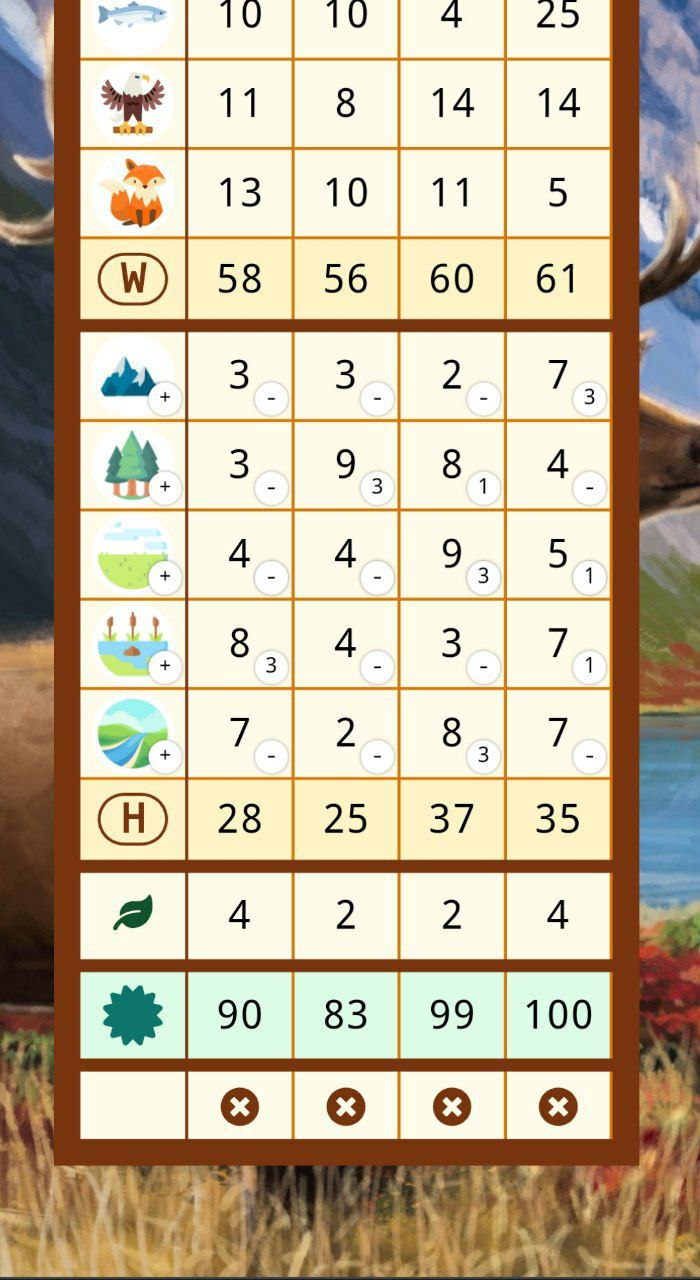 10 10 4 25
11 8 14 14
13 10 11 5
W 58 56 60 61
+ 3 - 3 - 2 - 7 3
+ 3 - 9 3 8 1 4 -
+ 4 - 4 - 9 3 5 1
+ 8 3 4 - 3 - 7 1
+ 7 - 2 - 8 3 7 -
H 28 25 37 35
4 2 2 4
90 83 99 100